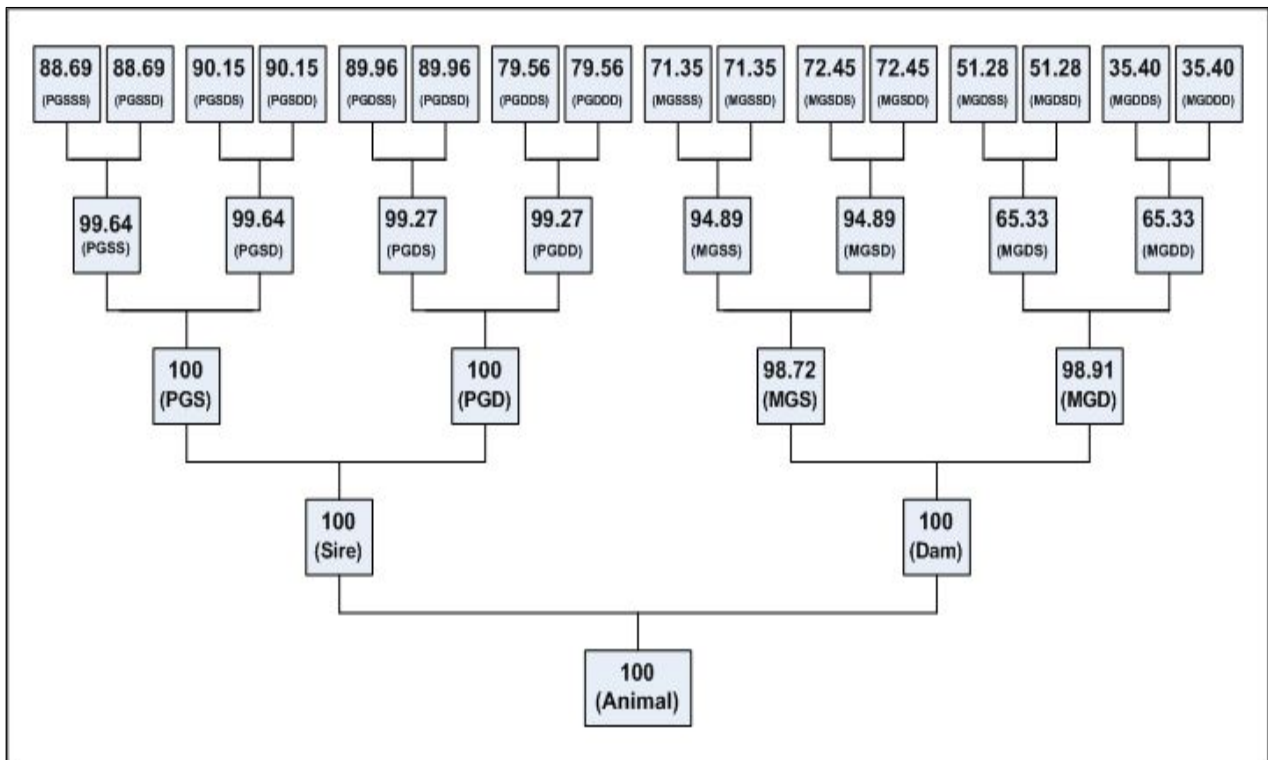 88.69 88.69 90.15 90.15 89.96 89.96 79.56 79.56 71.35 71.35 72.45 72.45 51.28 51.28 35.40 35.40
(PGSSS) (PGSSD) (PGSDS) (PGSDD) (PGDSS) (PGDSD) (PGDDS) (PGDDD) (MGSSS) (MGSSD) (MGSDS) (MGSDD) (MGDSS) (MGDSD) (MGDDS) (MGDDD)
99.64 99.64 99.27 99.27 94.89 94.89 65.33 65.33
(PGSS) (PGSD) (PGDS) (PGDD) (MGSS) (MGSD) (MGDS) (MGDD)
100 100 98.72 98.91
(PGS) (PGD) (MGS) (MGD)
100 100
(Sire) (Dam)
100
(Animal)